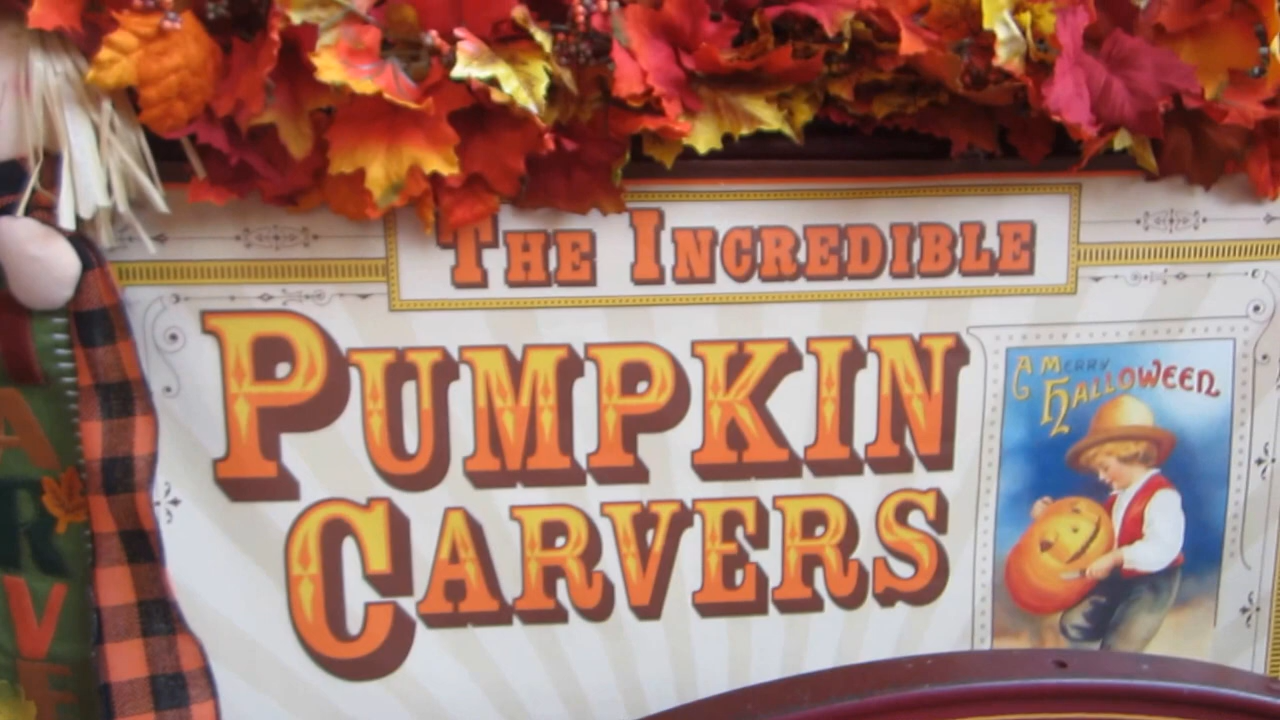 THE INCREDIBLE
PUMPKIN
CARVERS
A MERRY
HALLOWEEN
A
R
V
E